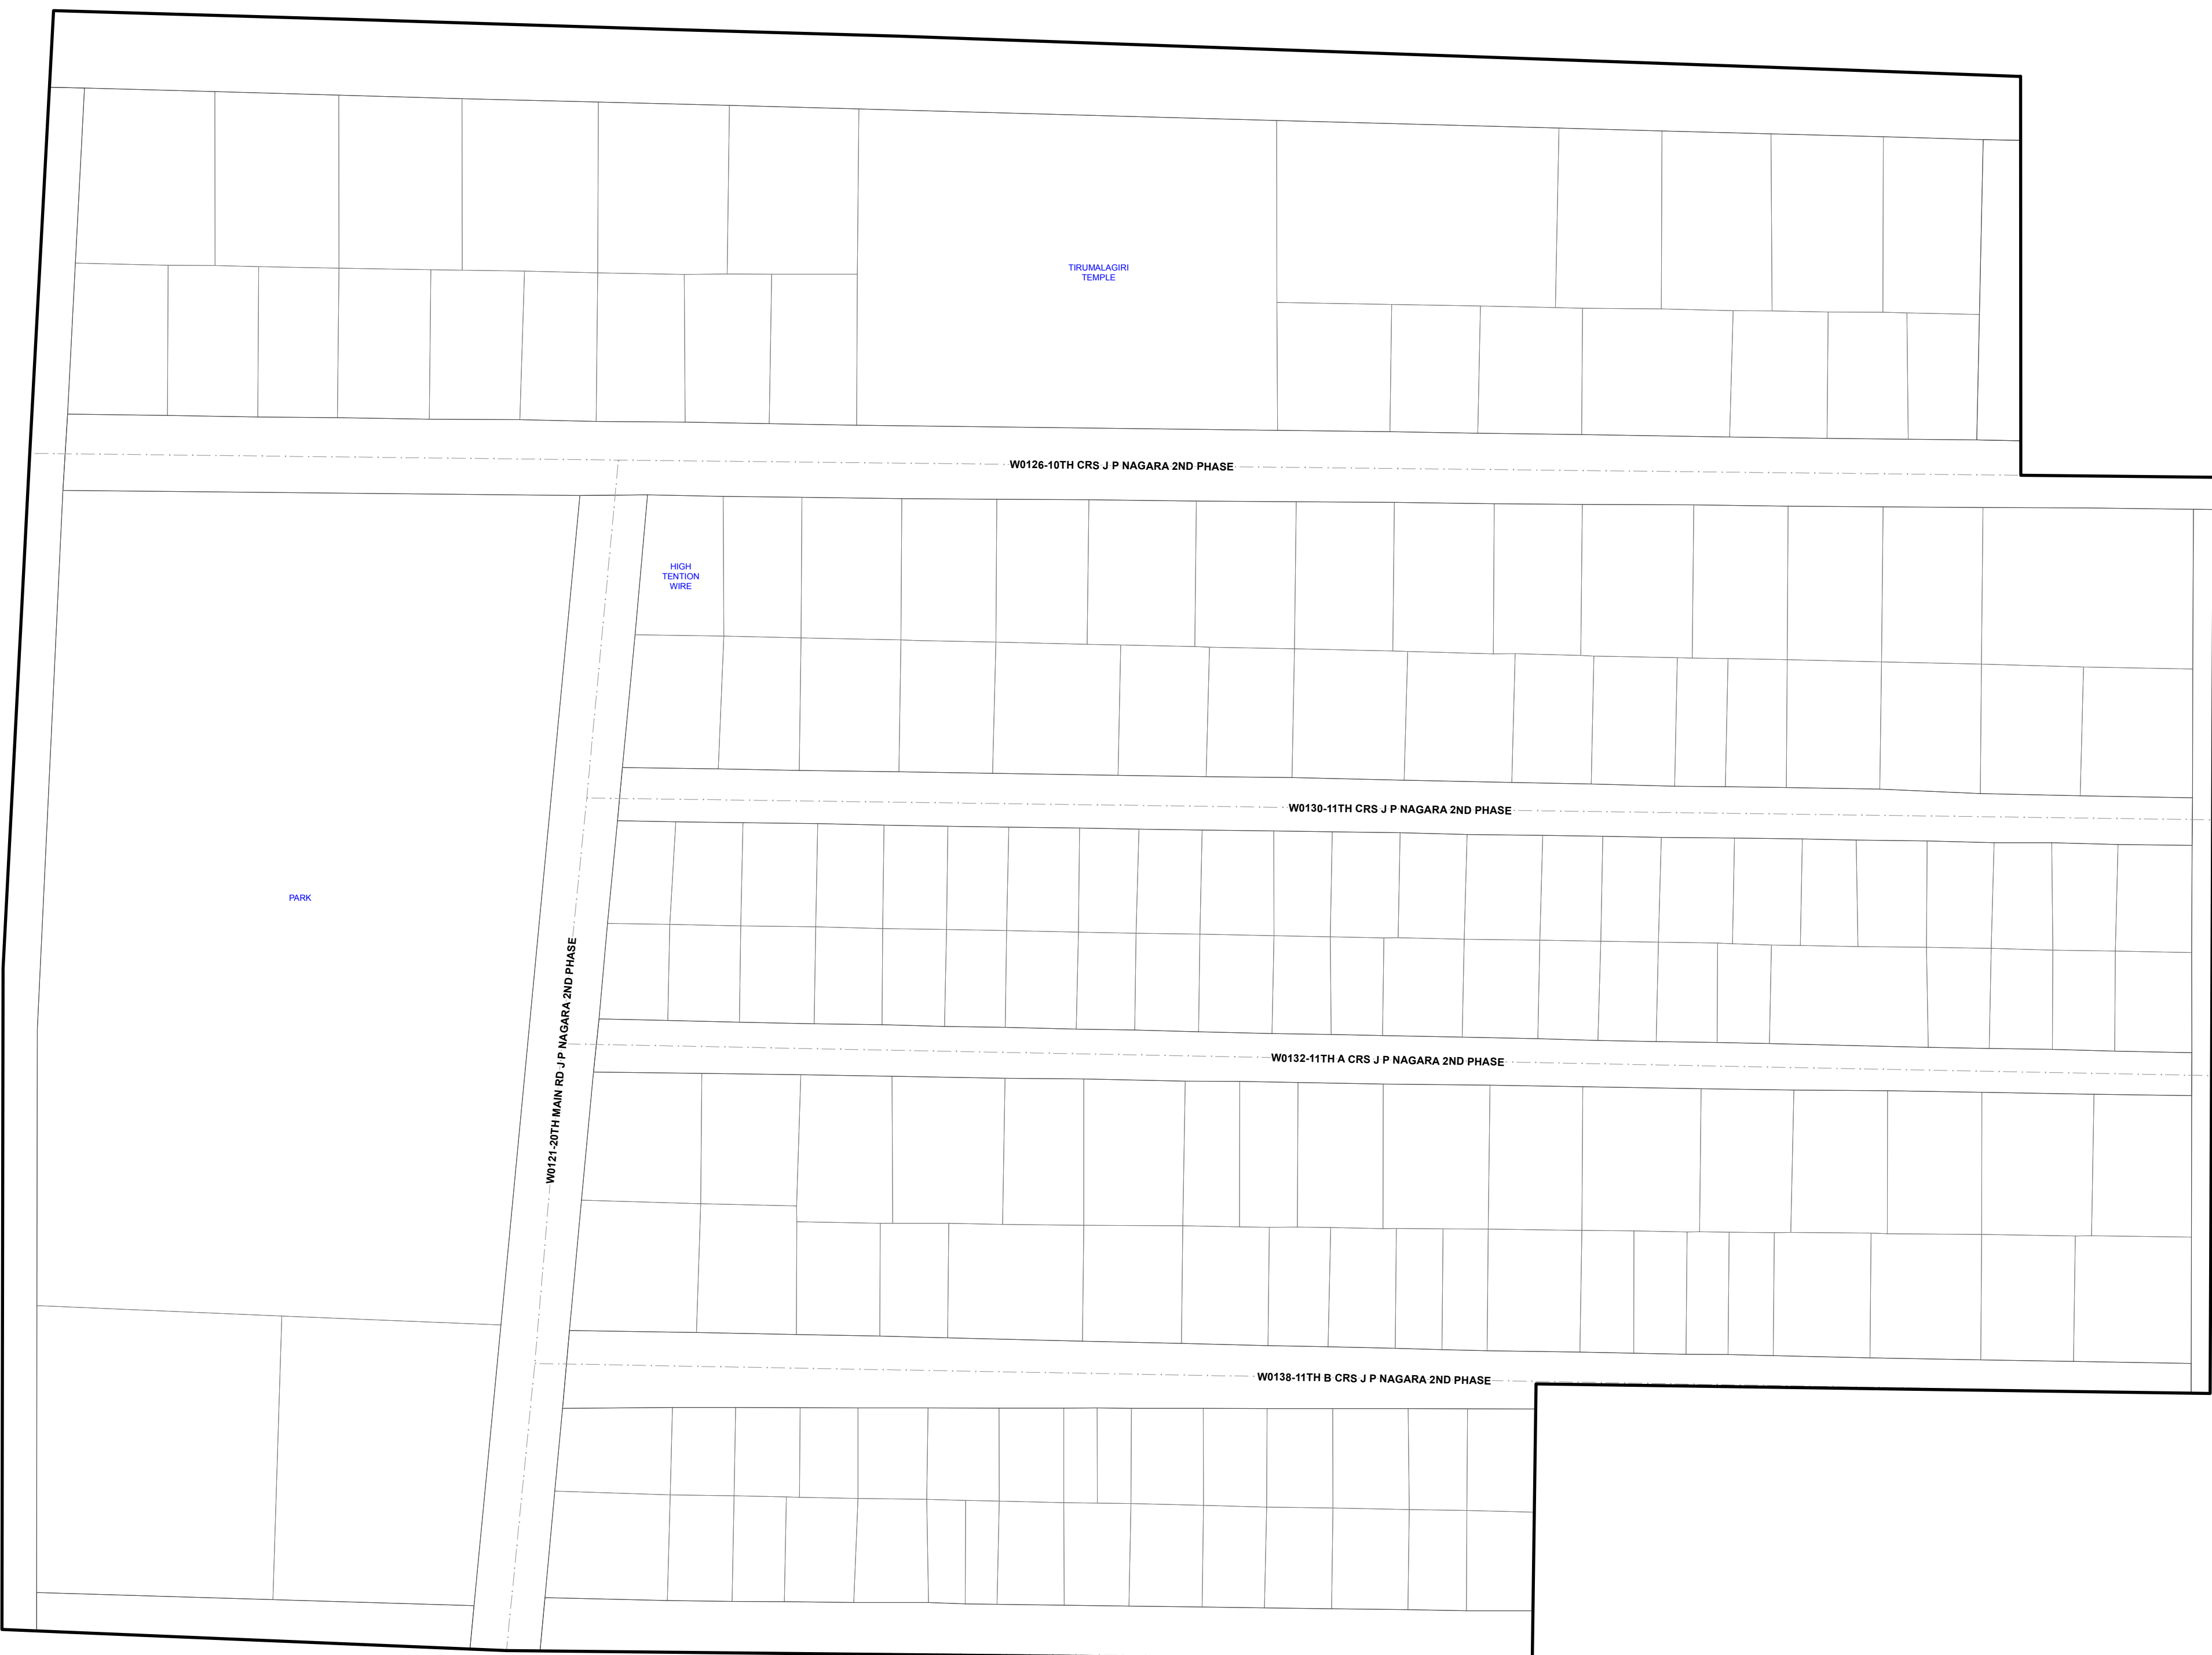 TIRUMALAGIRI
TEMPLE
W0126-10TH CRS J P NAGARA 2ND PHASE
HIGH
TENTION
WIRE
W0130-11TH CRS J P NAGARA 2ND PHASE
PARK
W0121-20TH MAIN RD J P NAGARA 2ND PHASE
W0132-11TH A CRS J P NAGARA 2ND PHASE
W0138-11TH B CRS J P NAGARA 2ND PHASE